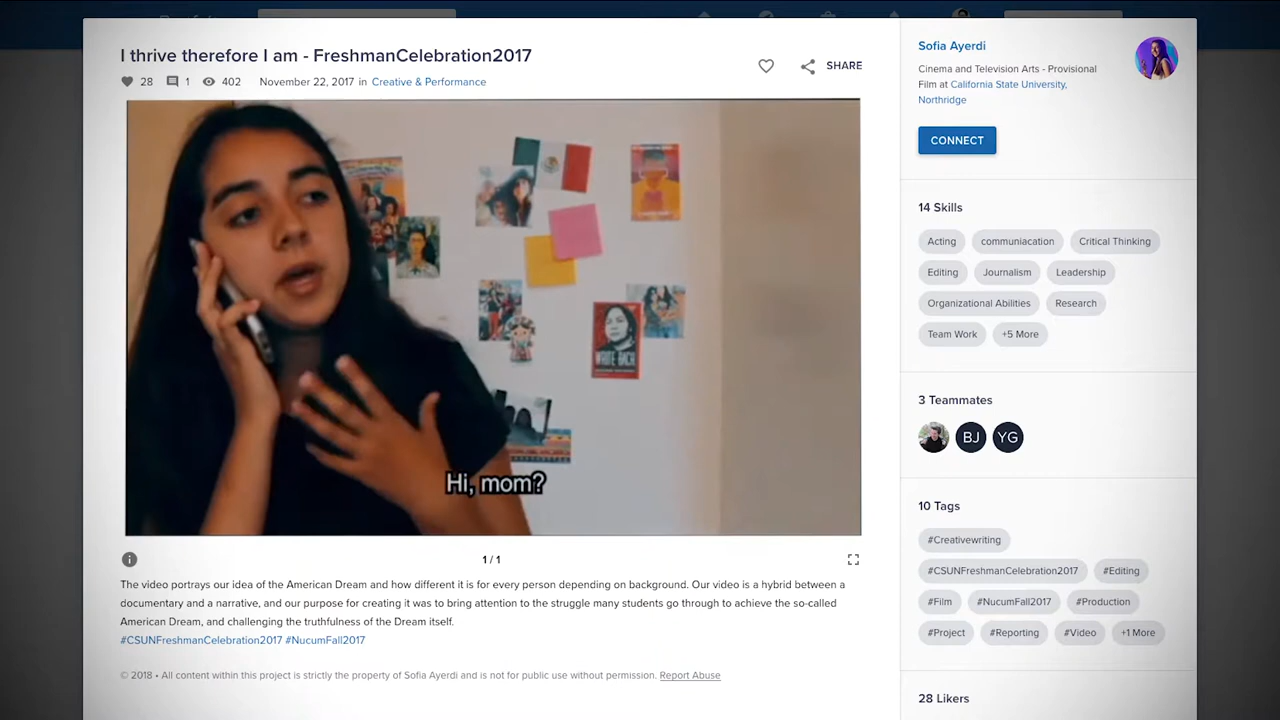 I thrive therefore I am - FreshmanCelebration2017
28 1 402 November 22, 2017 in Creative & Performance
SHARE
WRITE BACK
Hi, mom?
1 / 1
The video portrays our idea of the American Dream and how different it is for every person depending on background. Our video is a hybrid between a
documentary and a narrative, and our purpose for creating it was to bring attention to the struggle many students go through to achieve the so-called
American Dream, and challenging the truthfulness of the Dream itself.
#CSUNFreshmanCelebration2017 #NucumFall2017
© 2018 • All content within this project is strictly the property of Sofia Ayerdi and is not for public use without permission. Report Abuse
Sofia Ayerdi
Cinema and Television Arts - Provisional
Film at California State University,
Northridge
CONNECT
14 Skills
Acting communiacation Critical Thinking
Editing Journalism Leadership
Organizational Abilities Research
Team Work +5 More
3 Teammates
BJ YG
10 Tags
#Creativewriting
#CSUNFreshmanCelebration2017 #Editing
#Film #NucumFall2017 #Production
#Project #Reporting #Video +1 More
28 Likers